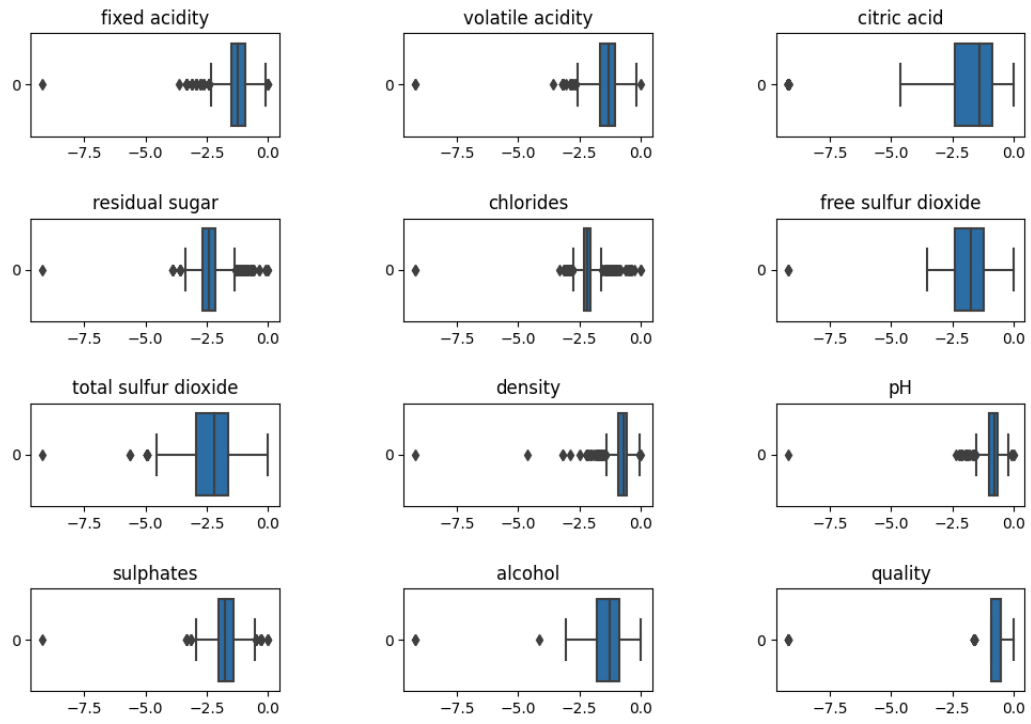 fixed acidity
volatile acidity
citric acid
0
0
0
−7.5 −5.0 −2.5 0.0
−7.5 −5.0 −2.5 0.0
−7.5 −5.0 −2.5 0.0
residual sugar
chlorides
free sulfur dioxide
0
0
0
−7.5 −5.0 −2.5 0.0
−7.5 −5.0 −2.5 0.0
−7.5 −5.0 −2.5 0.0
total sulfur dioxide
density
pH
0
0
0
−7.5 −5.0 −2.5 0.0
−7.5 −5.0 −2.5 0.0
−7.5 −5.0 −2.5 0.0
sulphates
alcohol
quality
0
0
0
−7.5 −5.0 −2.5 0.0
−7.5 −5.0 −2.5 0.0
−7.5 −5.0 −2.5 0.0